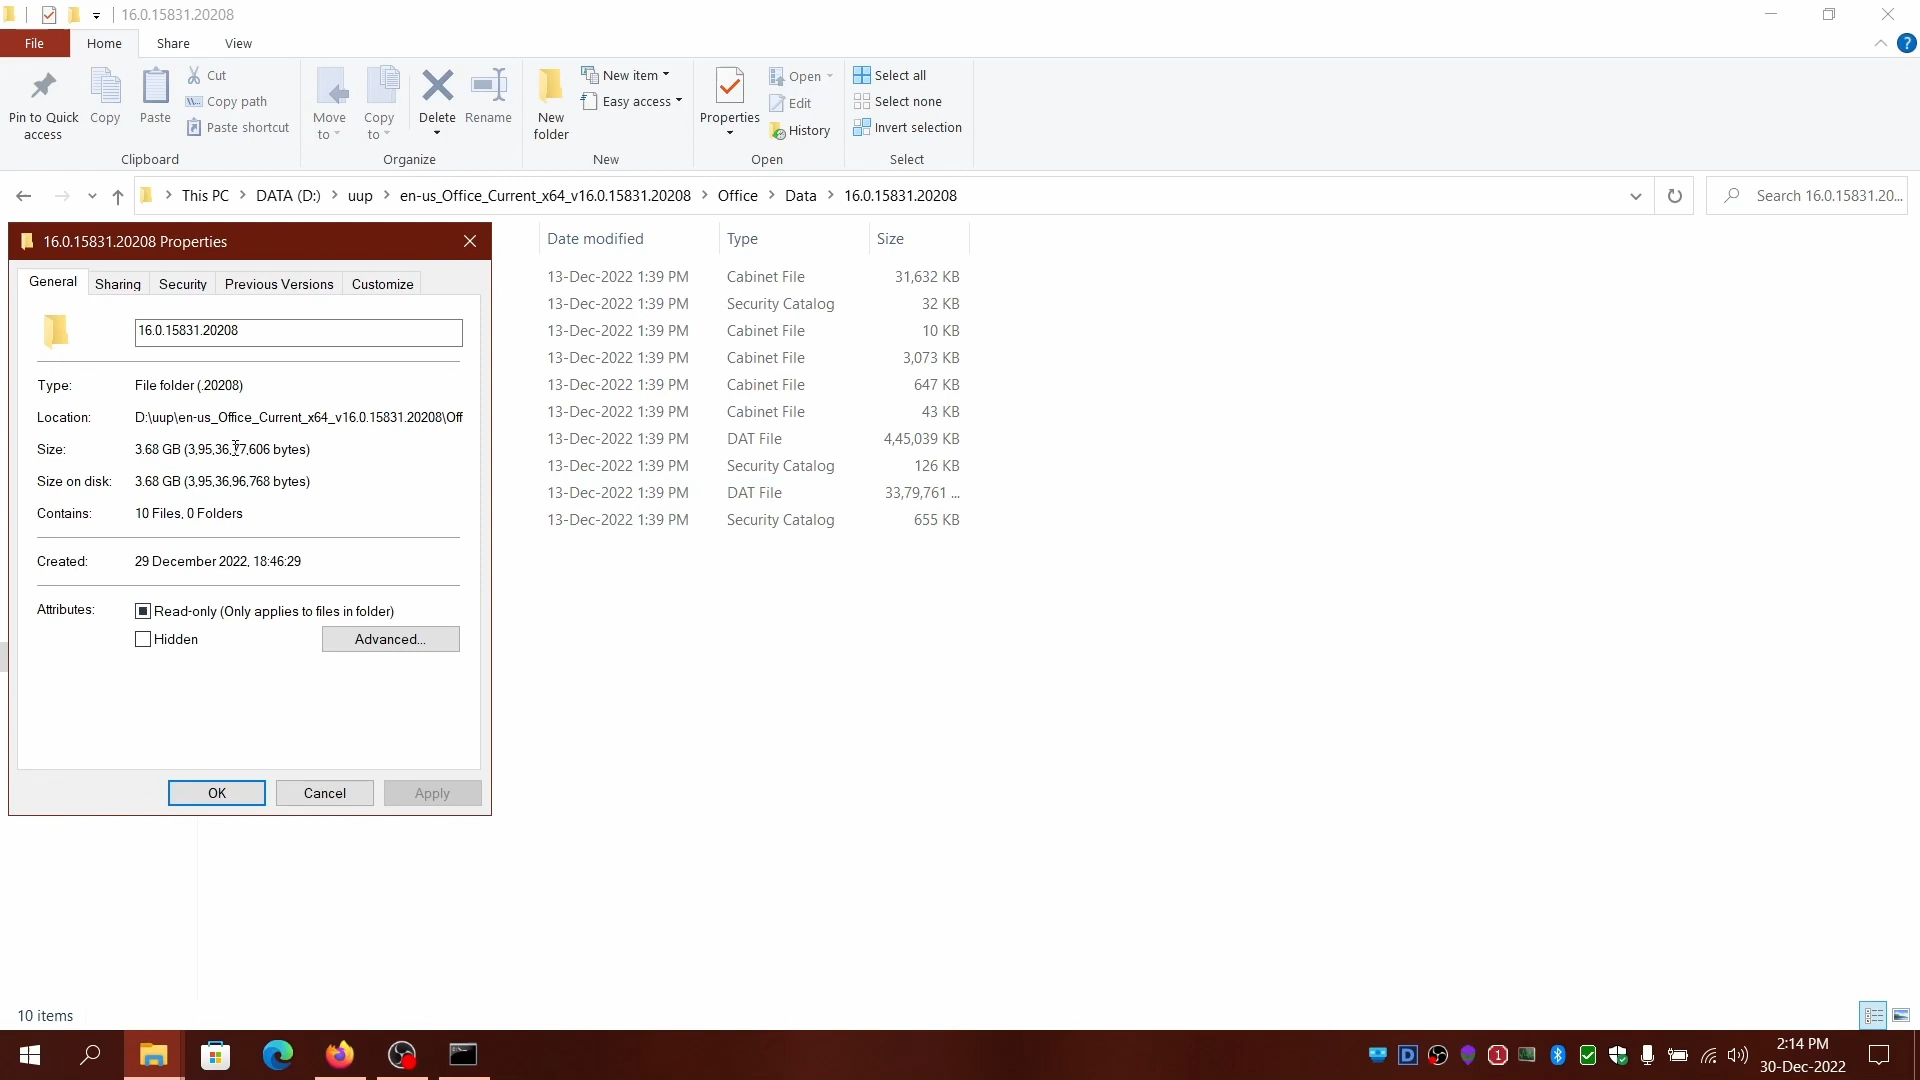 16.0.15831.20208
File Home Share View
Pin to Quick access
Copy
Paste
Cut
Copy path
Paste shortcut
Clipboard
Move to
Copy to
Delete
Rename
Organize
New folder
New item
Easy access
New
Properties
Open
Edit
History
Open
Select all
Select none
Invert selection
Select
This PC > DATA (D:) > uup > en-us_Office_Current_x64_v16.0.15831.20208 > Office > Data > 16.0.15831.20208
Search 16.0.15831.20...
16.0.15831.20208 Properties
General Sharing Security Previous Versions Customize
16.0.15831.20208
Type: File folder (.20208)
Location: D:\uup\en-us_Office_Current_x64_v16.0.15831.20208\Off
Size: 3.68 GB
Size on disk: 3.68 GB (3,95,36,96,768 bytes)
Contains: 10 Files, 0 Folders
Created: 29 December 2022, 18:46:29
Attributes: Read-only (Only applies to files in folder)
Hidden Advanced...
OK Cancel Apply
Date modified Type Size
13-Dec-2022 1:39 PM Cabinet File 31,632 KB
13-Dec-2022 1:39 PM Security Catalog 32 KB
13-Dec-2022 1:39 PM Cabinet File 10 KB
13-Dec-2022 1:39 PM Cabinet File 3,073 KB
13-Dec-2022 1:39 PM Cabinet File 647 KB
13-Dec-2022 1:39 PM Cabinet File 43 KB
13-Dec-2022 1:39 PM DAT File 4,45,039 KB
13-Dec-2022 1:39 PM Security Catalog 126 KB
13-Dec-2022 1:39 PM DAT File 33,79,761 ...
13-Dec-2022 1:39 PM Security Catalog 655 KB
10 items
2:14 PM
30-Dec-2022